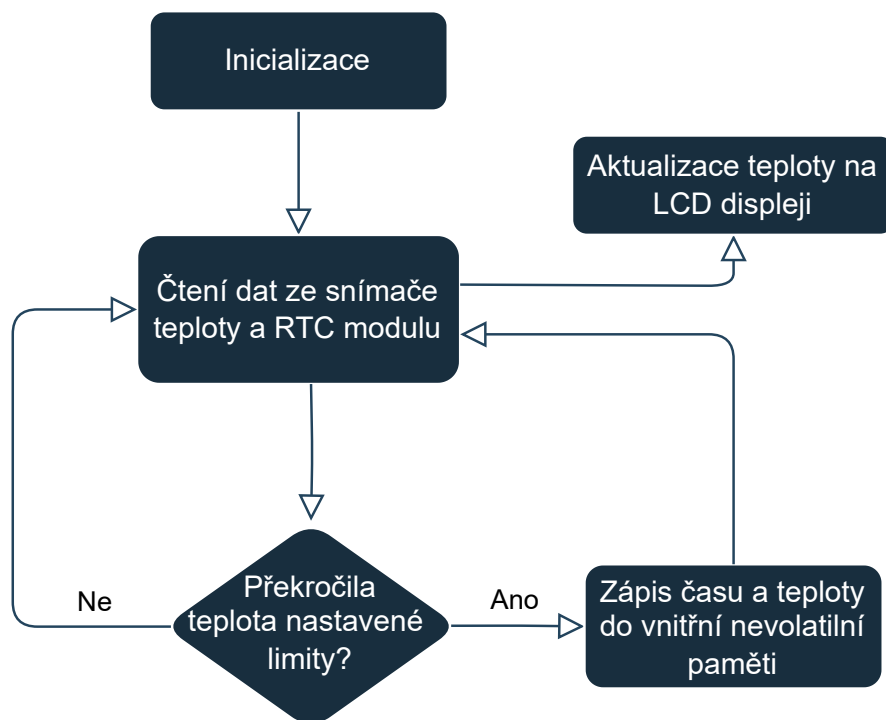 Inicializace
Aktualizace teploty na
LCD displeji
Čtení dat ze snímače
teploty a RTC modulu
Překročila
teplota nastavené
limity?
Ne
Ano
Zápis času a teploty
do vnitřní nevolatilní
paměti